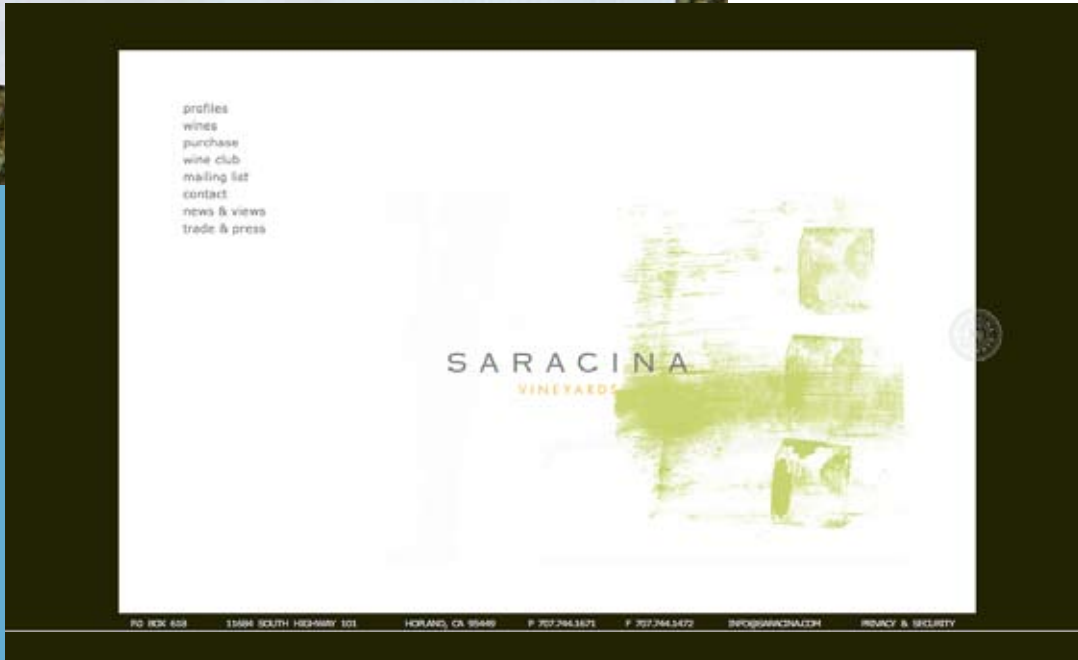 profiles
wines
purchase
wine club
mailing list
contact
news & views
trade & press
SARACINA
VINEYARDS
PO BOX 618 11684 SOUTH HIGHWAY 101 HOPLAND, CA 95449 P 707.744.1671 F 707.744.1472 INFO@SARACINA.COM PRIVACY & SECURITY